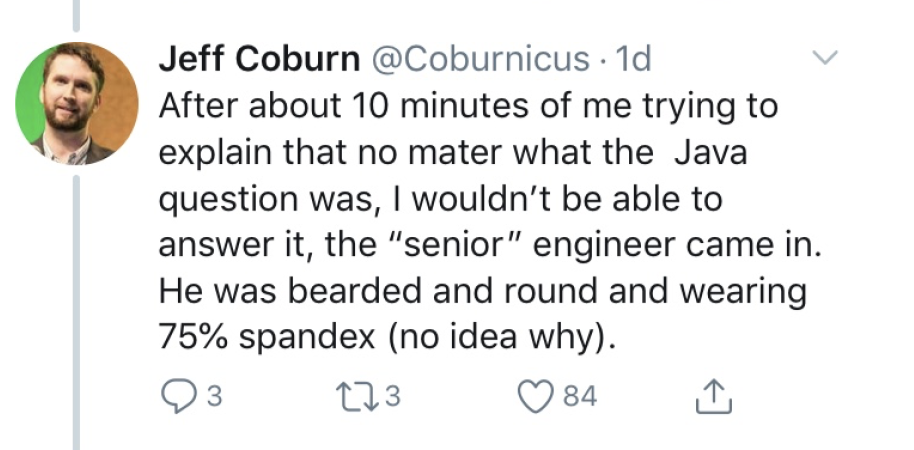 Jeff Coburn @Coburnicus · 1d
After about 10 minutes of me trying to
explain that no mater what the  Java
question was, I wouldn’t be able to
answer it, the “senior” engineer came in.
He was bearded and round and wearing
75% spandex (no idea why).
3 3 84